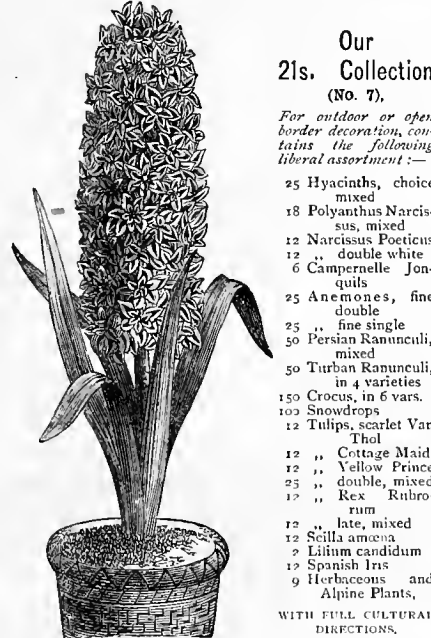 Our
21s. Collection
(No. 7),
For outdoor or open
border decoration, con-
tains the following
liberal assortment :—
25 Hyacinths, choice
mixed
18 Polyanthus Narcis-
sus, mixed
12 Narcissus Poeticus
12 ,, double white
6 Campernelle Jon-
quils
25 Anemones, fine
double
25 ,, fine single
50 Persian Ranunculi,
mixed
50 Turban Ranunculi,
in 4 varieties
150 Crocus, in 6 vars.
100 Snowdrops
12 Tulips, scarlet Van
Thol
12 ,, Cottage Maid
12 ,, Yellow Prince
25 ,, double, mixed
12 ,, Rex Rubro-
rum
12 ,, late, mixed
12 Scilla amœna
2 Lilium candidum
12 Spanish Iris
9 Herbaceous and
Alpine Plants,
WITH FULL CULTURAL
DIRECTIONS.